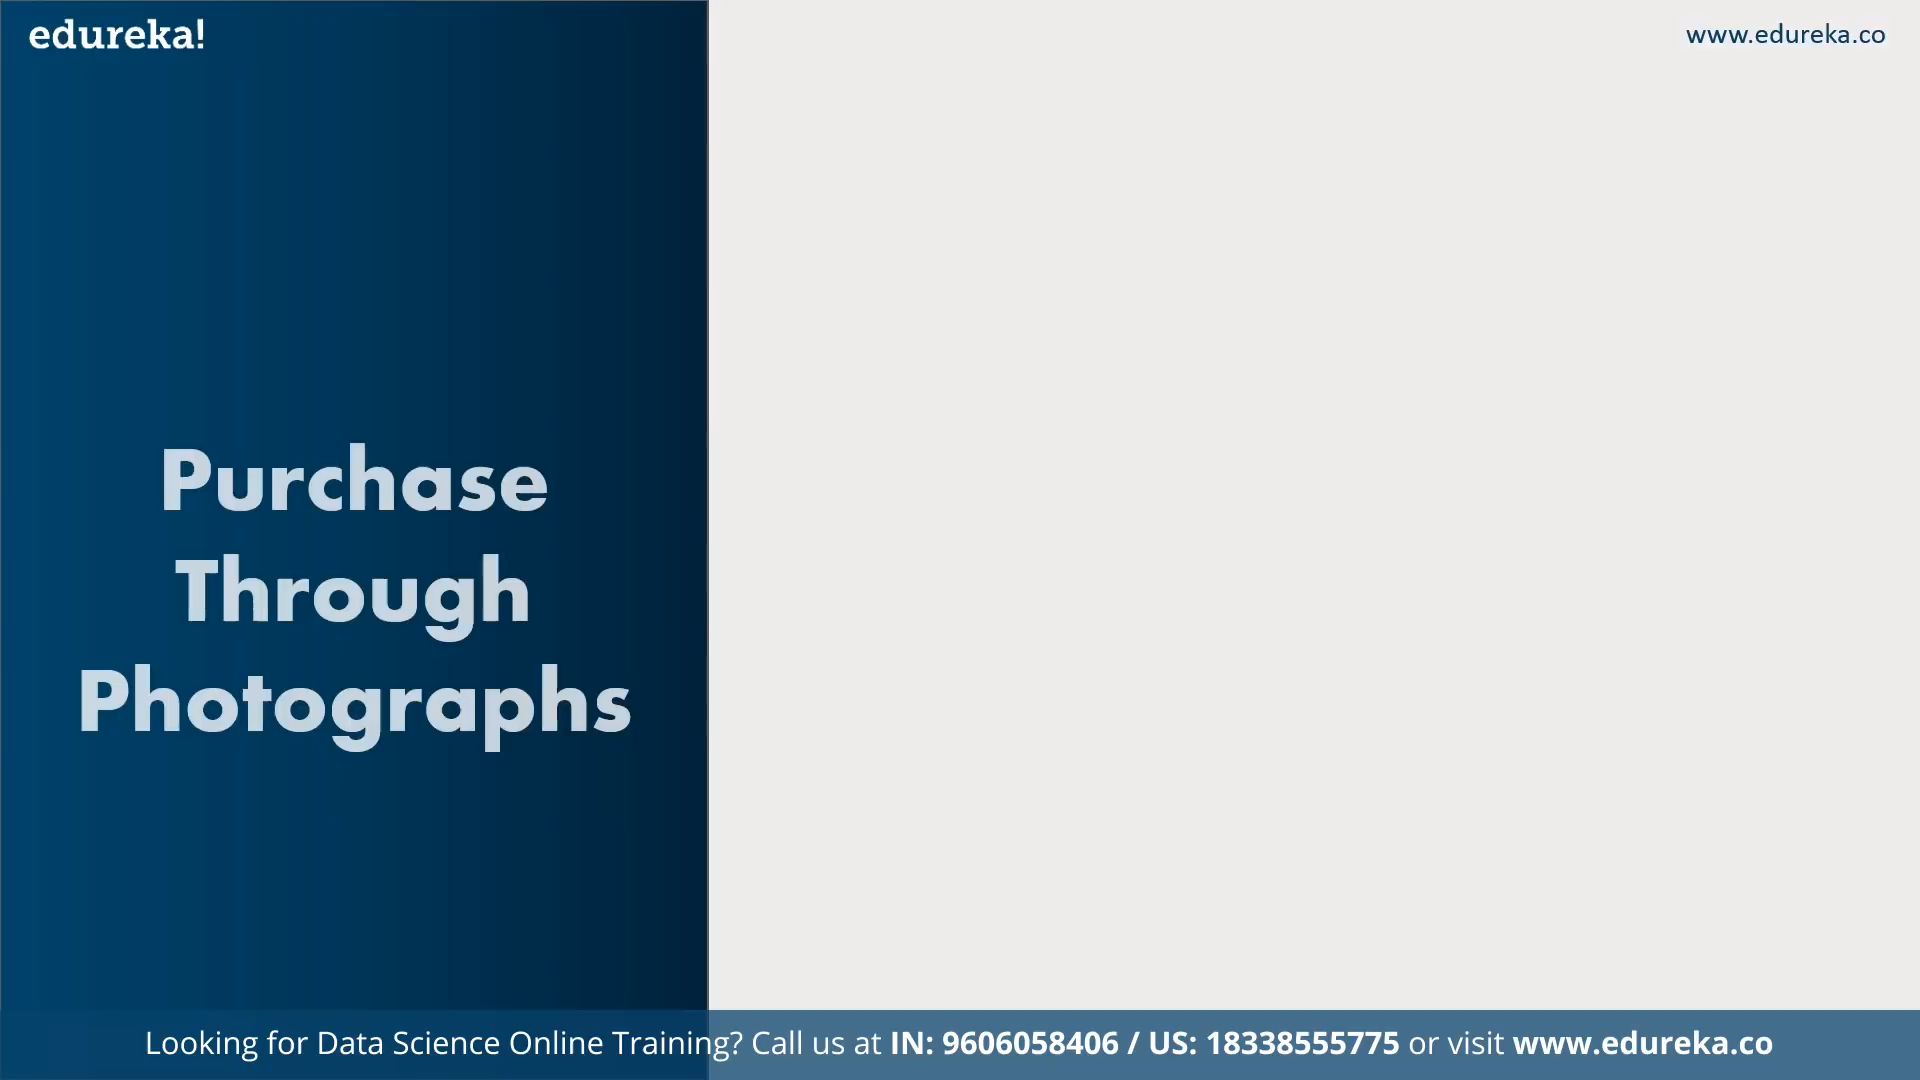 edureka!
www.edureka.co
Purchase
Through
Photographs
Looking for Data Science Online Training? Call us at IN: 9606058406 / US: 18338555775 or visit www.edureka.co